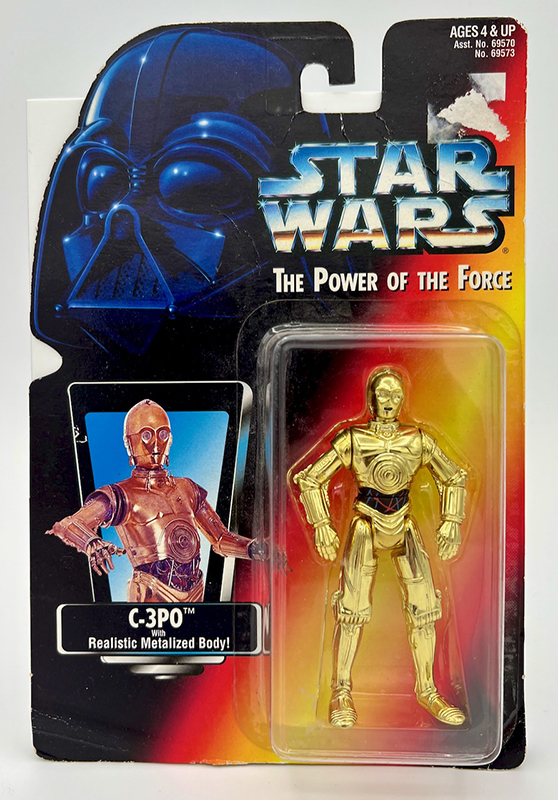 AGES 4 & UP
Asst. No. 69570
No. 69573
STAR
WARS®
THE POWER OF THE FORCE
C-3PO™
With
Realistic Metalized Body!